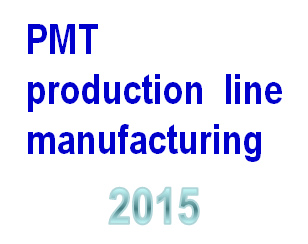 PMT
production line
manufacturing
2015